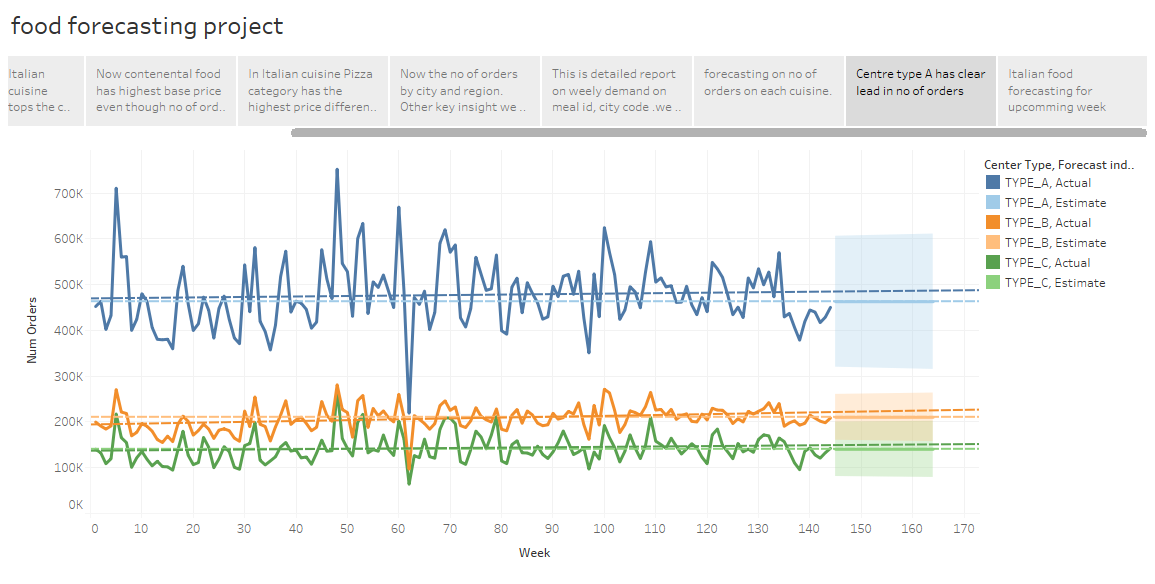 food forecasting project
Italian
cuisine
tops the c..
Now contenental food
has highest base price
even though no of ord..
In Italian cuisine Pizza
category has the
highest price differen..
Now the no of orders
by city and region.
Other key insight we ..
This is detailed report
on weely demand on
meal id, city code .we ..
forecasting on no of
orders on each cuisine.
Centre type A has clear
lead in no of orders
Italian food
forecasting for
upcomming week
Center Type, Forecast ind..
TYPE_A, Actual
TYPE_A, Estimate
TYPE_B, Actual
TYPE_B, Estimate
TYPE_C, Actual
TYPE_C, Estimate
Num Orders
700K
600K
500K
400K
300K
200K
100K
0K
0 10 20 30 40 50 60 70 80 90 100 110 120 130 140 150 160 170
Week